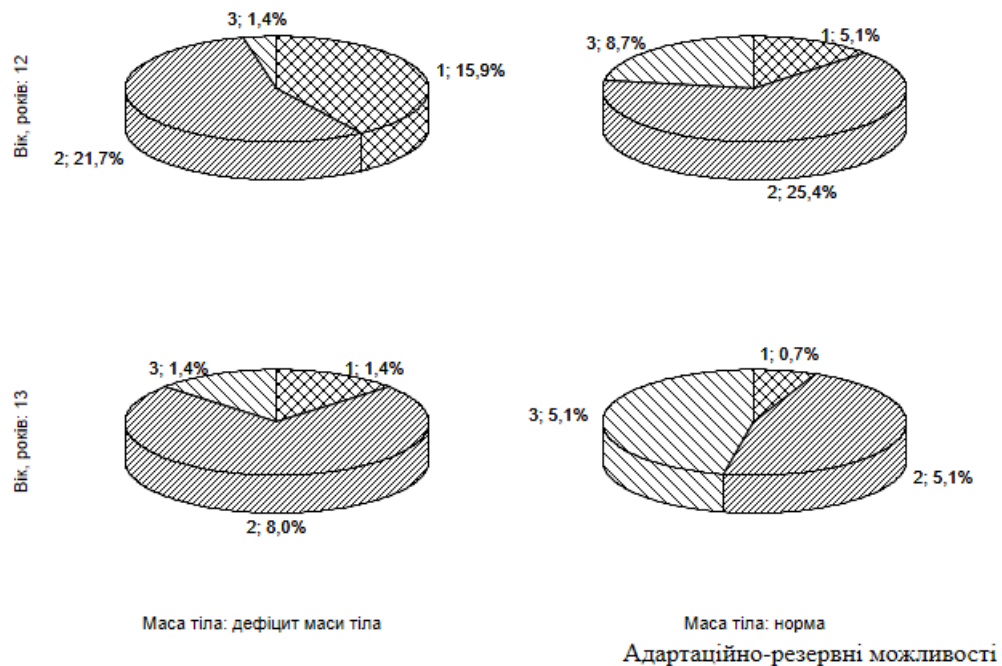 3; 1,4%
1; 15,9%
2; 21,7%
Вік, років: 12
3; 8,7%
1; 5,1%
2; 25,4%
3; 1,4%
1; 1,4%
2; 8,0%
Вік, років: 13
1; 0,7%
3; 5,1%
2; 5,1%
Маса тіла: дефіцит маси тіла
Маса тіла: норма
Адартаційно-резервні можливості